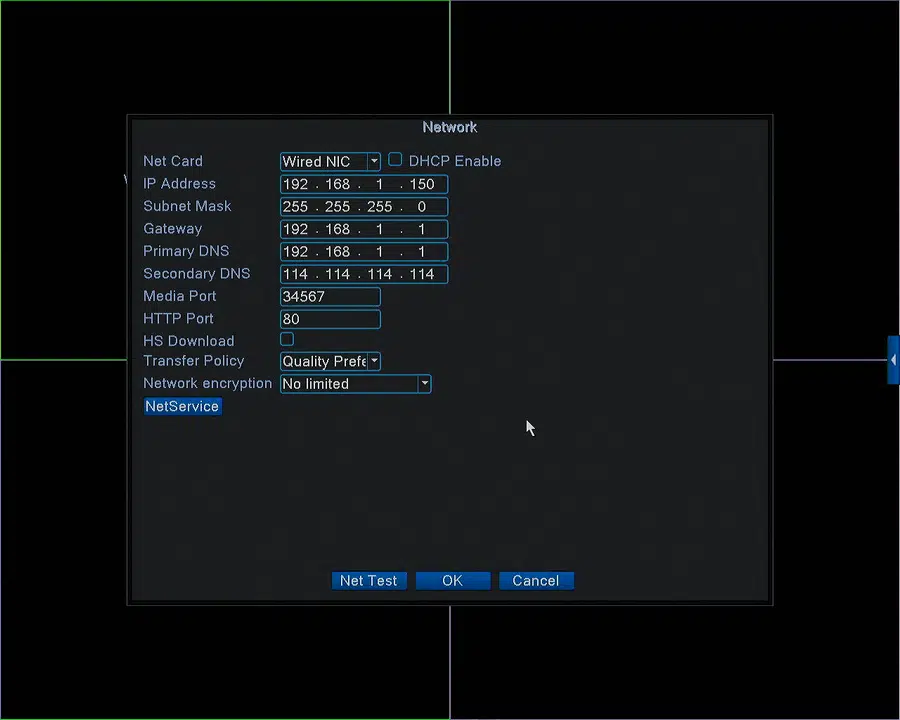 Network
Net Card Wired NIC DHCP Enable
IP Address 192 . 168 . 1 . 150
Subnet Mask 255 . 255 . 255 . 0
Gateway 192 . 168 . 1 . 1
Primary DNS 192 . 168 . 1 . 1
Secondary DNS 114 . 114 . 114 . 114
Media Port 34567
HTTP Port 80
HS Download
Transfer Policy Quality Prefe
Network encryption No limited
NetService
Net Test OK Cancel